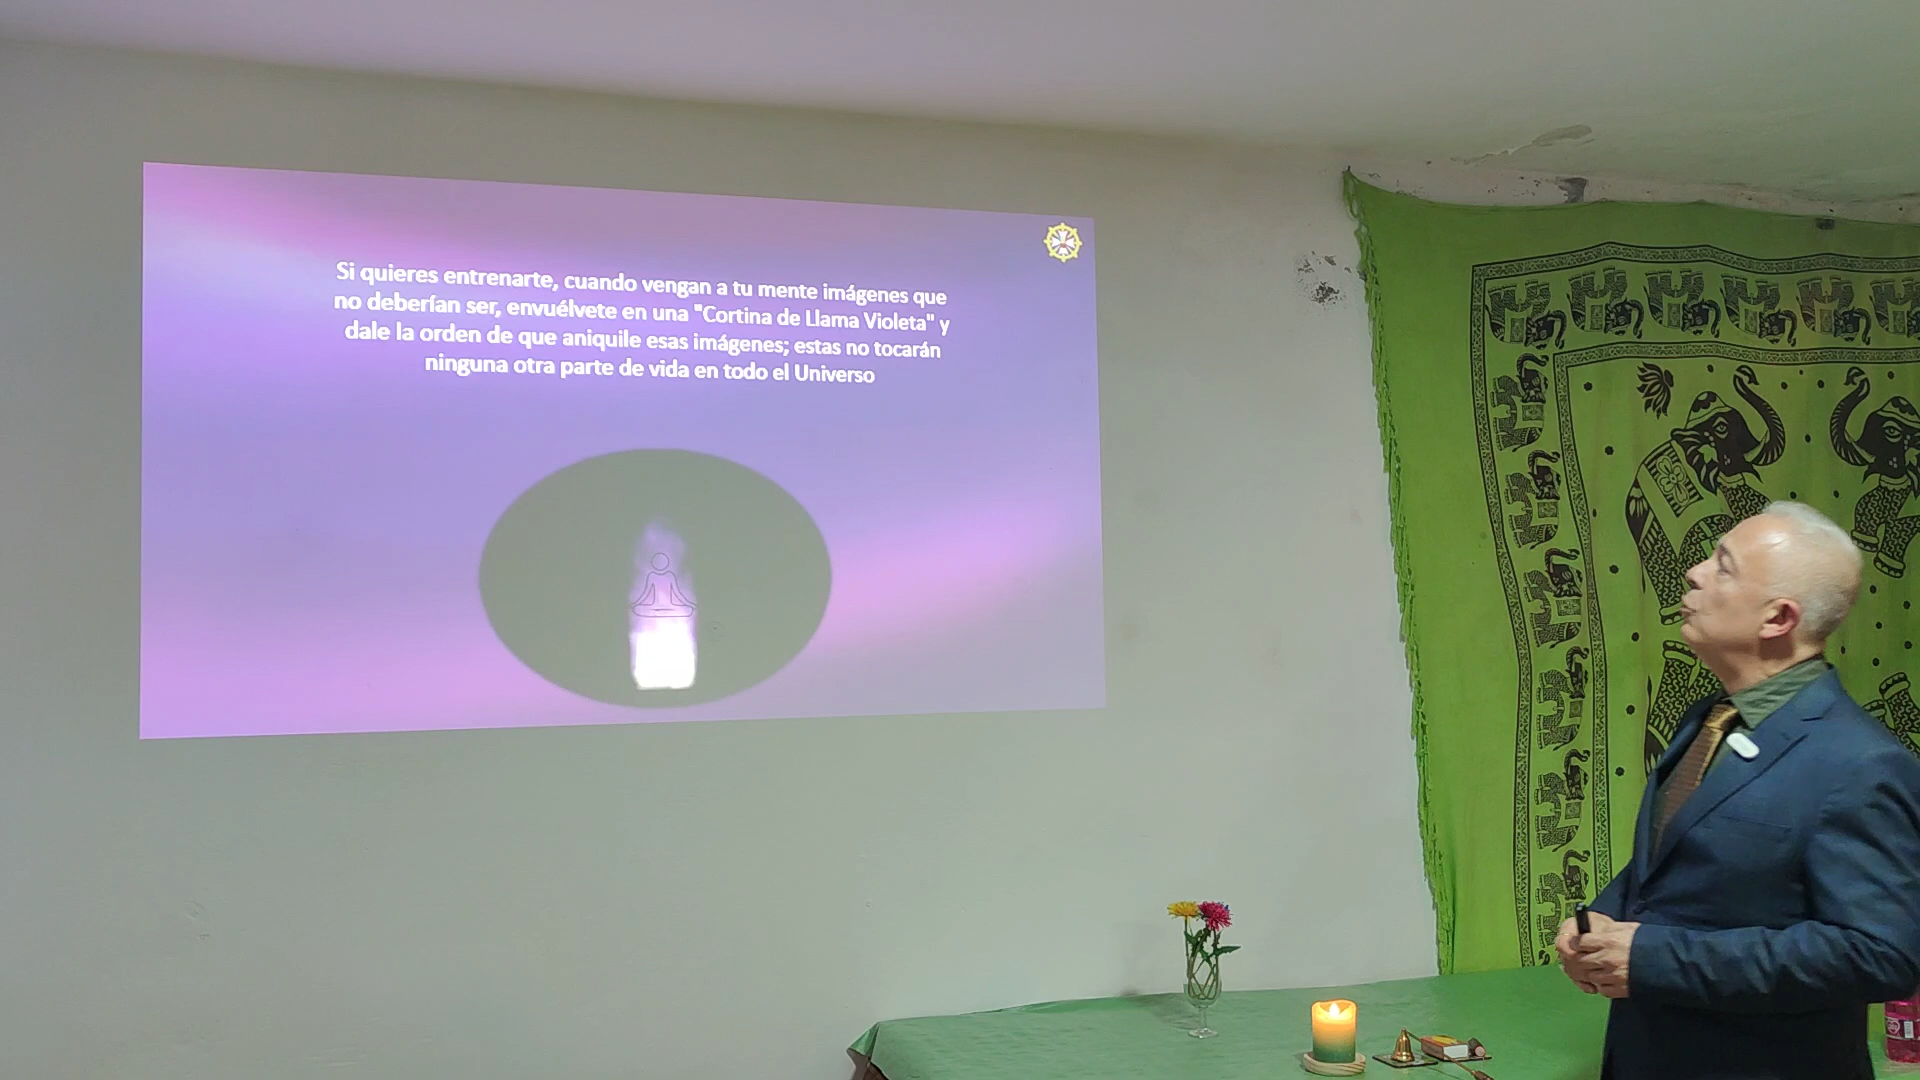 Si quieres entrenarte, cuando vengan a tu mente imágenes que
no deberían ser, envuélvete en una "Cortina de Llama Violeta" y
dale la orden de que aniquile esas imágenes; estas no tocarán
ninguna otra parte de vida en todo el Universo